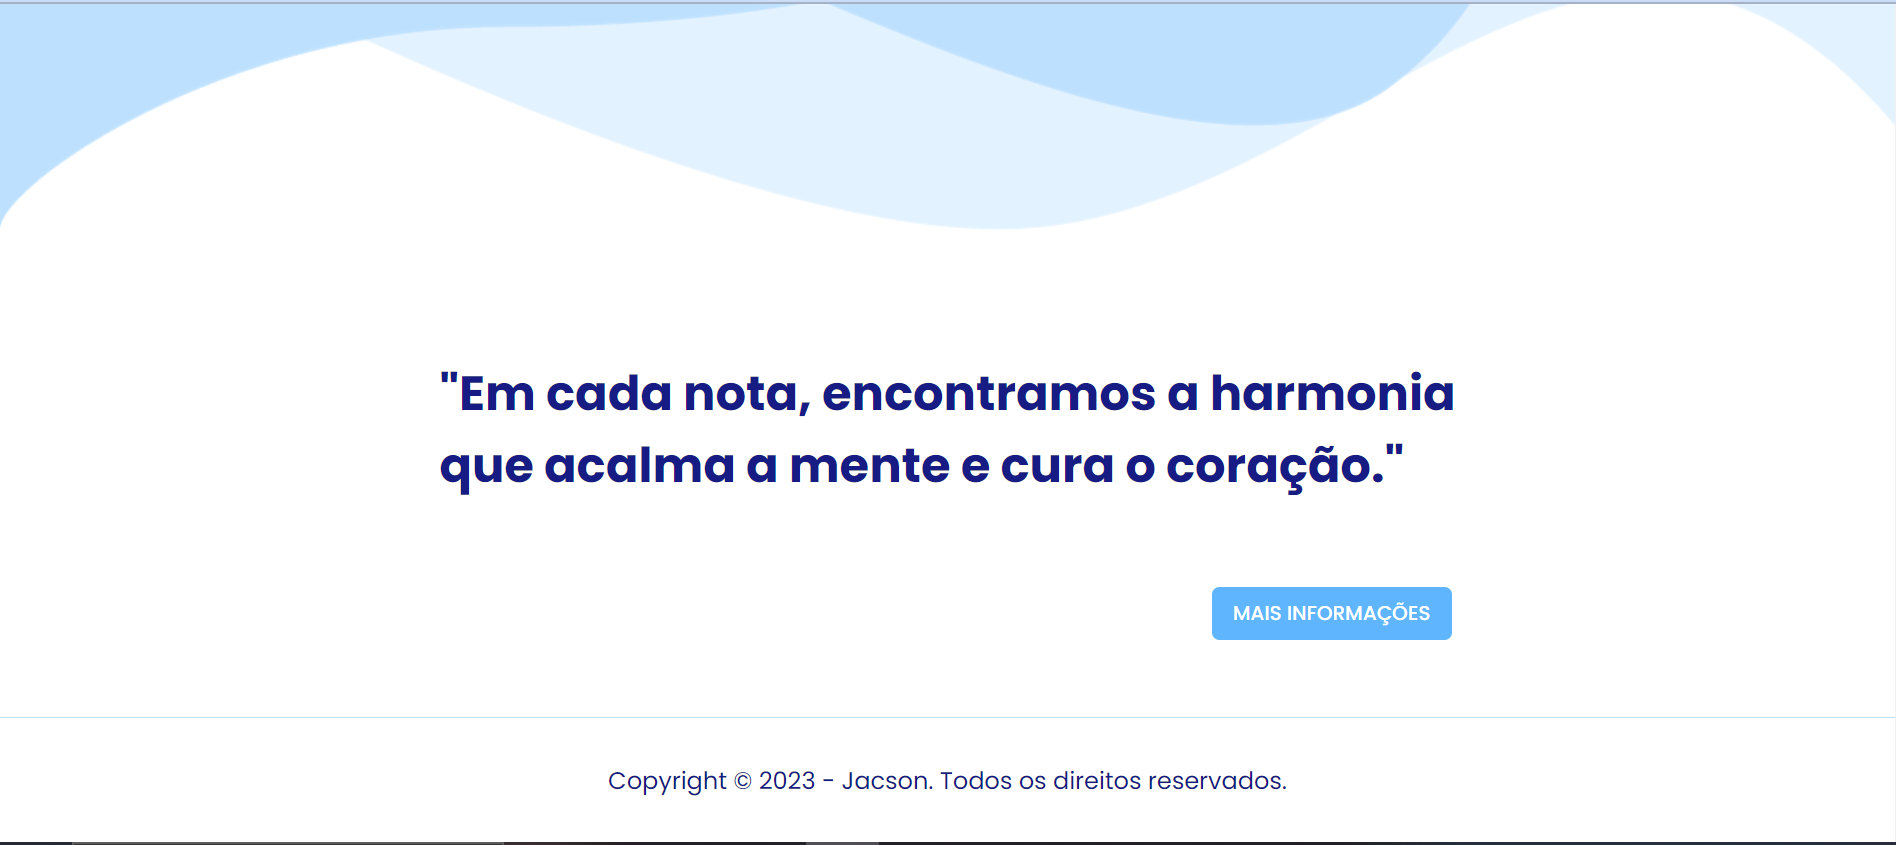 "Em cada nota, encontramos a harmonia
que acalma a mente e cura o coração."
MAIS INFORMAÇÕES
Copyright © 2023 - Jacson. Todos os direitos reservados.